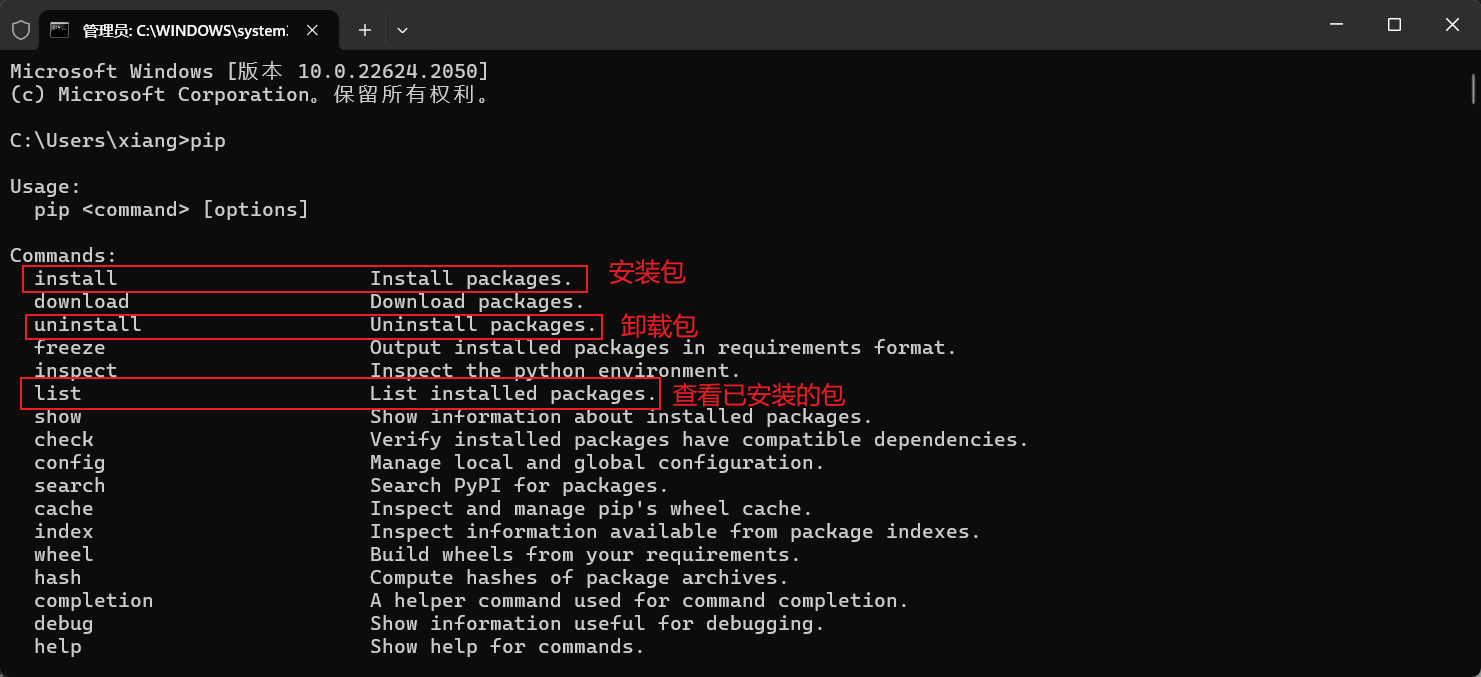 管理员: C:\WINDOWS\system:
Microsoft Windows [版本 10.0.22624.2050]
(c) Microsoft Corporation。保留所有权利。
C:\Users\xiang>pip
Usage:
pip <command> [options]
Commands:
install Install packages. 安装包
download Download packages.
uninstall Uninstall packages. 卸载包
freeze Output installed packages in requirements format.
inspect Inspect the python environment.
list List installed packages. 查看已安装的包
show Show information about installed packages.
check Verify installed packages have compatible dependencies.
config Manage local and global configuration.
search Search PyPI for packages.
cache Inspect and manage pip's wheel cache.
index Inspect information available from package indexes.
wheel Build wheels from your requirements.
hash Compute hashes of package archives.
completion A helper command used for command completion.
debug Show information useful for debugging.
help Show help for commands.